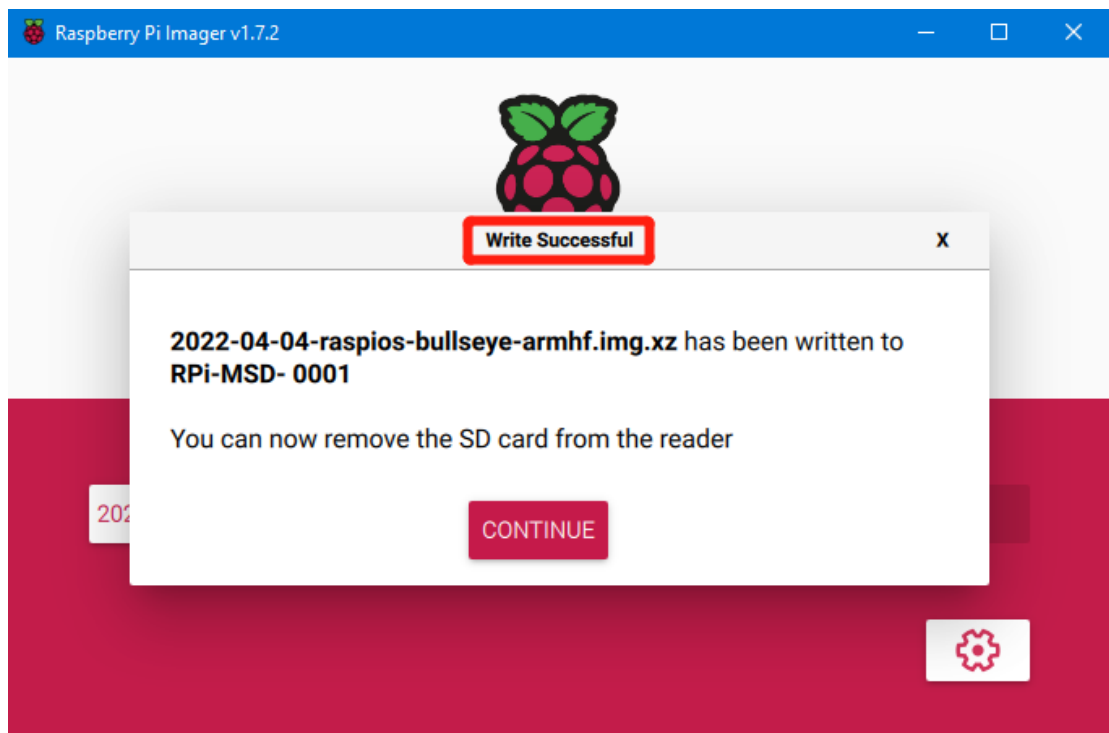 Raspberry Pi Imager v1.7.2
Write Successful
X
2022-04-04-raspios-bullseye-armhf.img.xz has been written to
RPi-MSD- 0001
You can now remove the SD card from the reader
202
CONTINUE